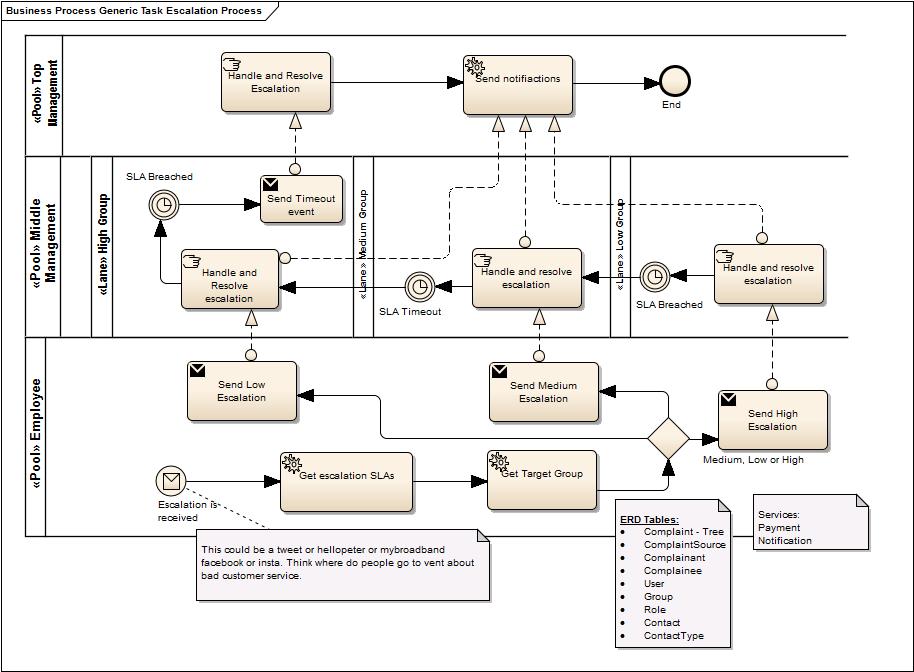 Business Process Generic Task Escalation Process
«Pool» Top
Management
Handle and Resolve
Escalation
Send notifiactions
End
«Pool» Middle
Management
«Lane» High Group
SLA Breached
Send Timeout
event
Handle and
Resolve
escalation
«Lane» Medium Group
SLA Timeout
Handle and resolve
escalation
«Lane» Low Group
SLA Breached
Handle and resolve
escalation
«Pool» Employee
Send Low
Escalation
Send Medium
Escalation
Send High
Escalation
Medium, Low or High
Escalation is
received
Get escalation SLAs
Get Target Group
This could be a tweet or hellopeter or mybroadband
facebook or insta. Think where do people go to vent about
bad customer service.
ERD Tables:
• Complaint - Tree
• ComplaintSource
• Complainant
• Complainee
• User
• Group
• Role
• Contact
• ContactType
Services:
Payment
Notification